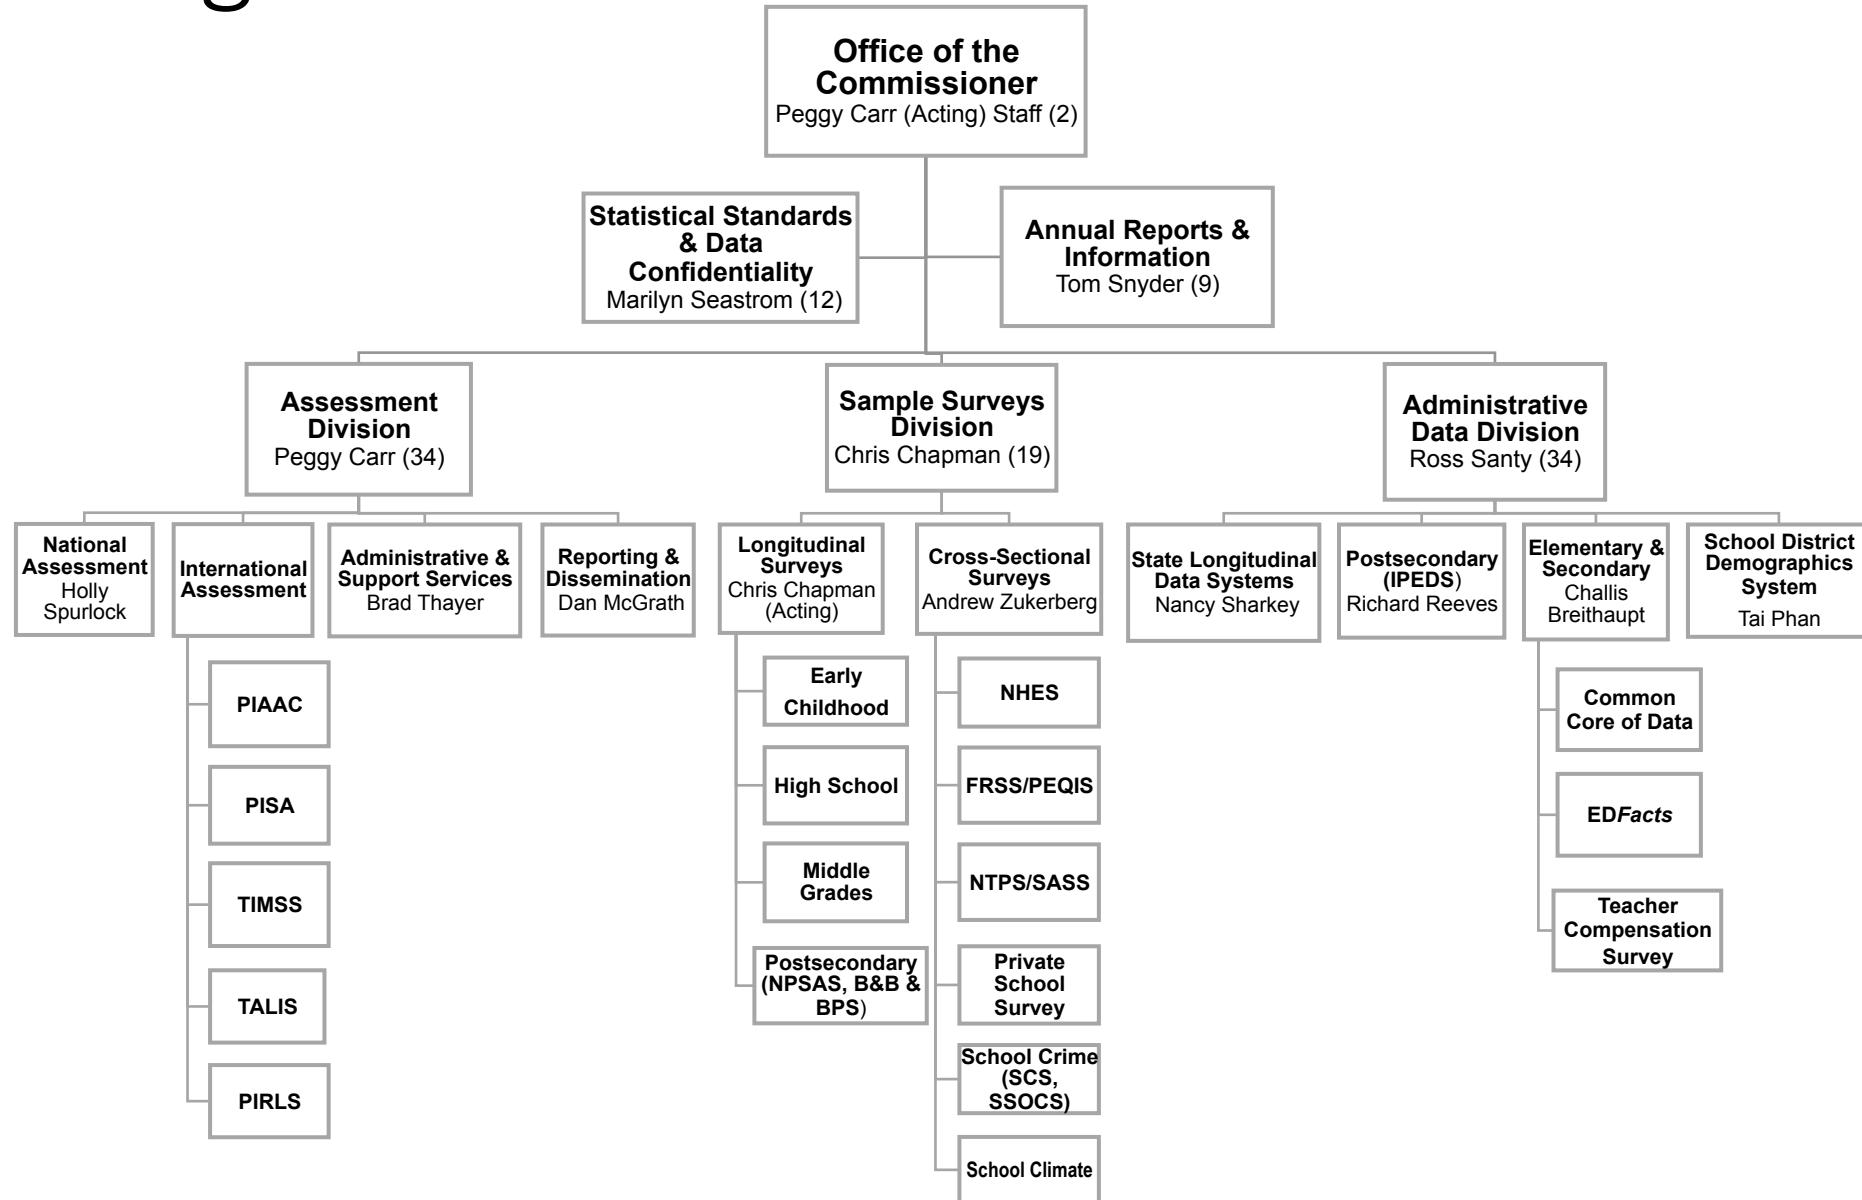 Office of the
Commissioner
Peggy Carr (Acting) Staff (2)
Statistical Standards
& Data
Confidentiality
Marilyn Seastrom (12)
Annual Reports &
Information
Tom Snyder (9)
Assessment
Division
Peggy Carr (34)
Sample Surveys
Division
Chris Chapman (19)
Administrative
Data Division
Ross Santy (34)
National
Assessment
Holly
Spurlock
International
Assessment
Administrative &
Support Services
Brad Thayer
Reporting &
Dissemination
Dan McGrath
Longitudinal
Surveys
Chris Chapman
(Acting)
Cross-Sectional
Surveys
Andrew Zukerberg
State Longitudinal
Data Systems
Nancy Sharkey
Postsecondary
(IPEDS)
Richard Reeves
Elementary &
Secondary
Challis
Breithaupt
School District
Demographics
System
Tai Phan
PIAAC
PISA
TIMSS
TALIS
PIRLS
Early
Childhood
High School
Middle
Grades
Postsecondary
(NPSAS, B&B &
BPS)
NHES
FRSS/PEQIS
NTPS/SASS
Private
School
Survey
School Crime
(SCS,
SSOCS)
School Climate
Common
Core of Data
EDFacts
Teacher
Compensation
Survey